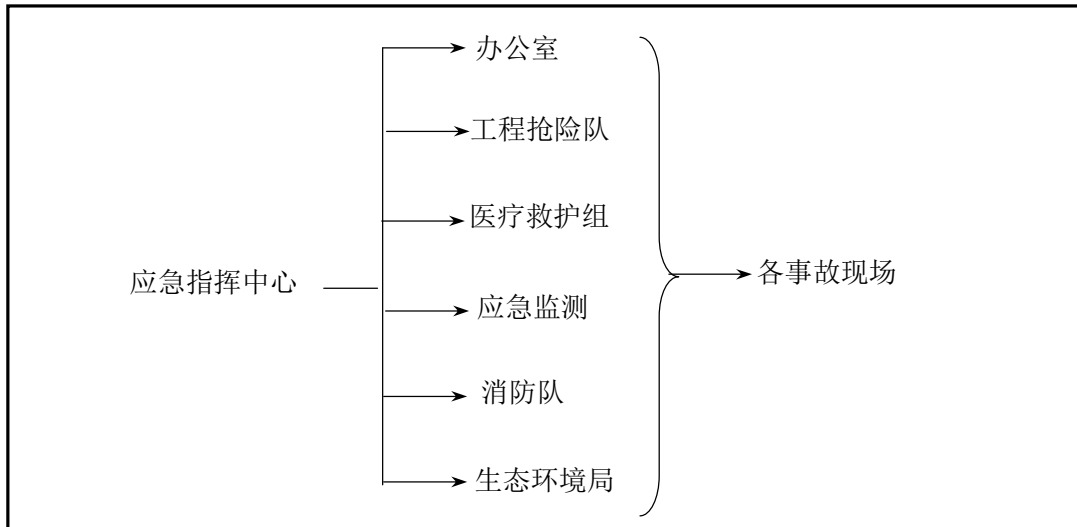 办公室
工程抢险队
医疗救护组
应急指挥中心
各事故现场
应急监测
消防队
生态环境局